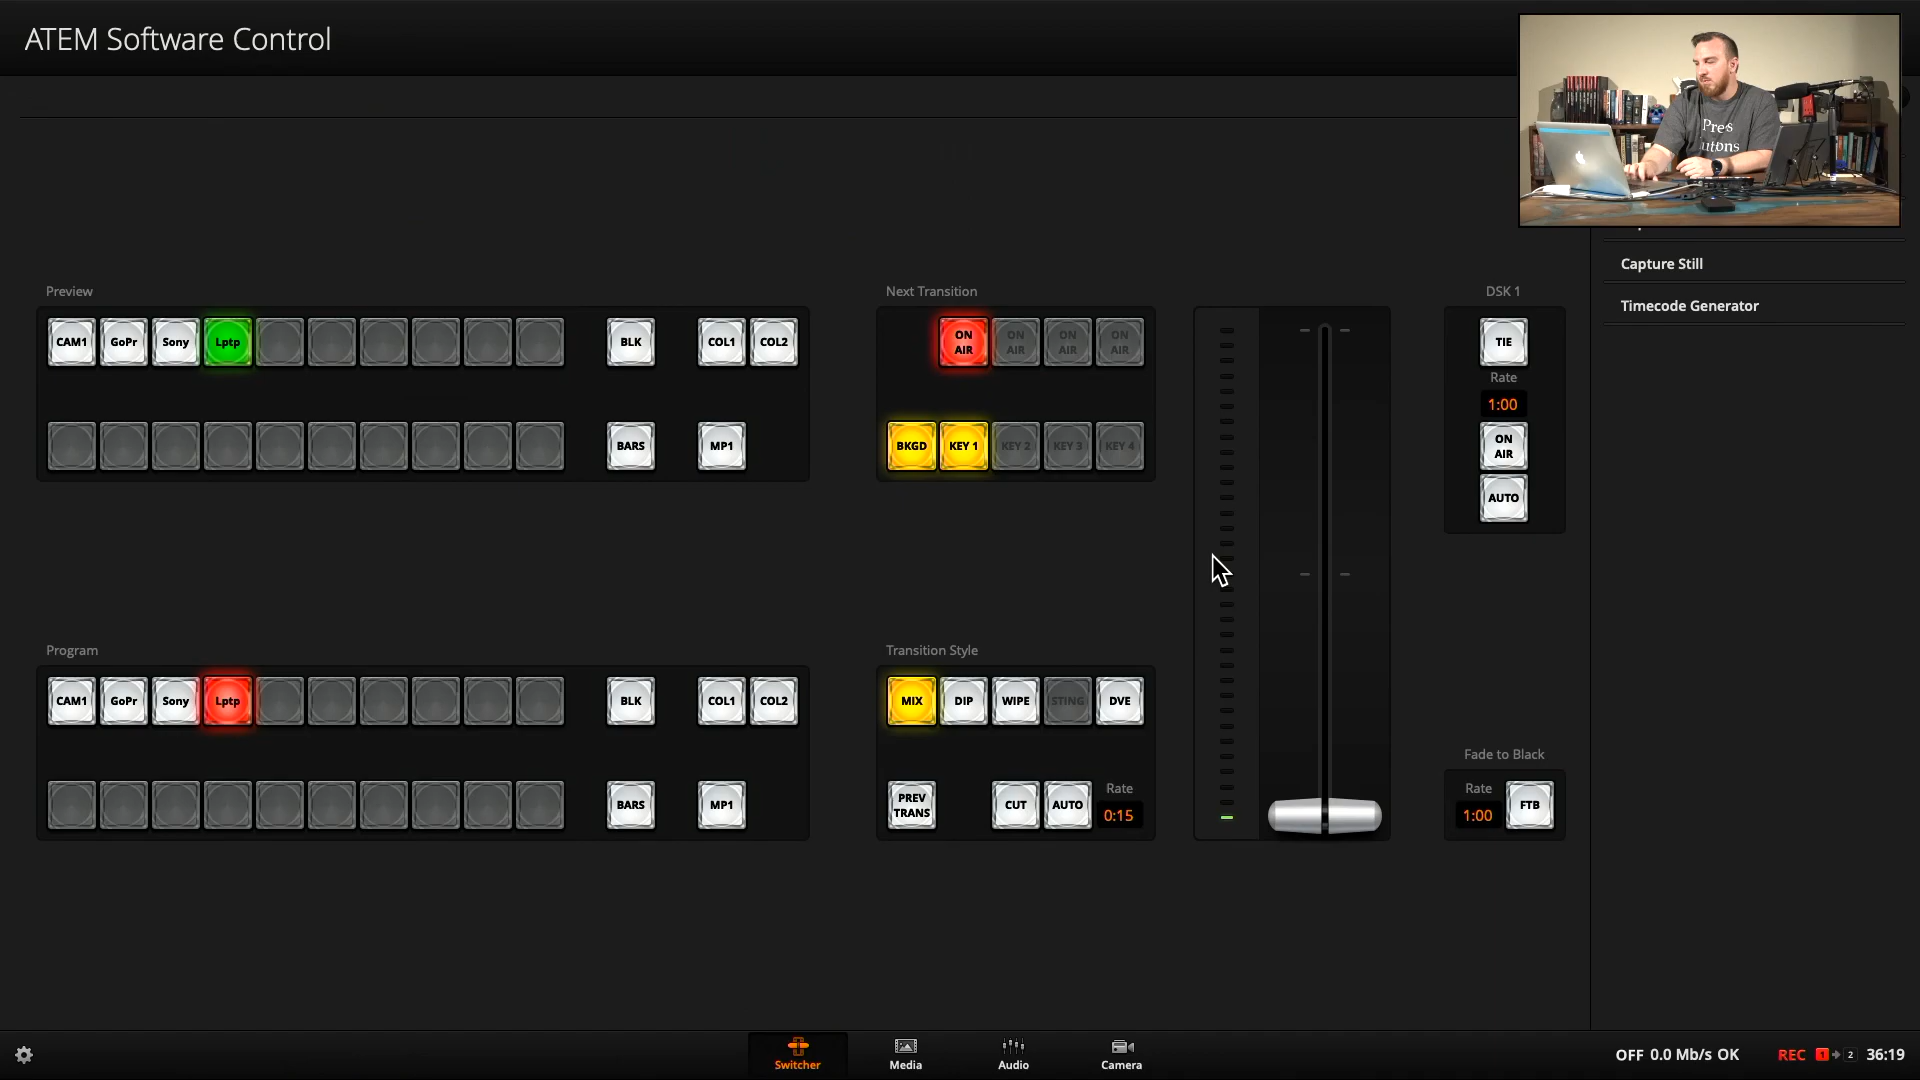 ATEM Software Control
Pres
uttons
Capture Still
Timecode Generator
Preview
CAM1 GoPr Sony Lptp BLK COL1 COL2
BARS MP1
Next Transition
ON AIR ON AIR ON AIR ON AIR
BKGD KEY 1 KEY 2 KEY 3 KEY 4
DSK 1
TIE
Rate
1:00
ON
AIR
AUTO
Program
CAM1 GoPr Sony Lptp BLK COL1 COL2
BARS MP1
Transition Style
MIX DIP WIPE STING DVE
PREV
TRANS
CUT AUTO
Rate
0:15
Fade to Black
Rate
1:00
FTB
Switcher
Media
Audio
Camera
OFF 0.0 Mb/s OK
REC 1 2 36:19